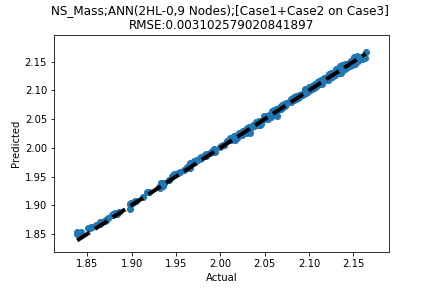 NS_Mass;ANN(2HL-0,9 Nodes);[Case1+Case2 on Case3]
RMSE:0.003102579020841897
2.15
2.10
2.05
2.00
1.95
1.90
1.85
Predicted
1.85 1.90 1.95 2.00 2.05 2.10 2.15
Actual